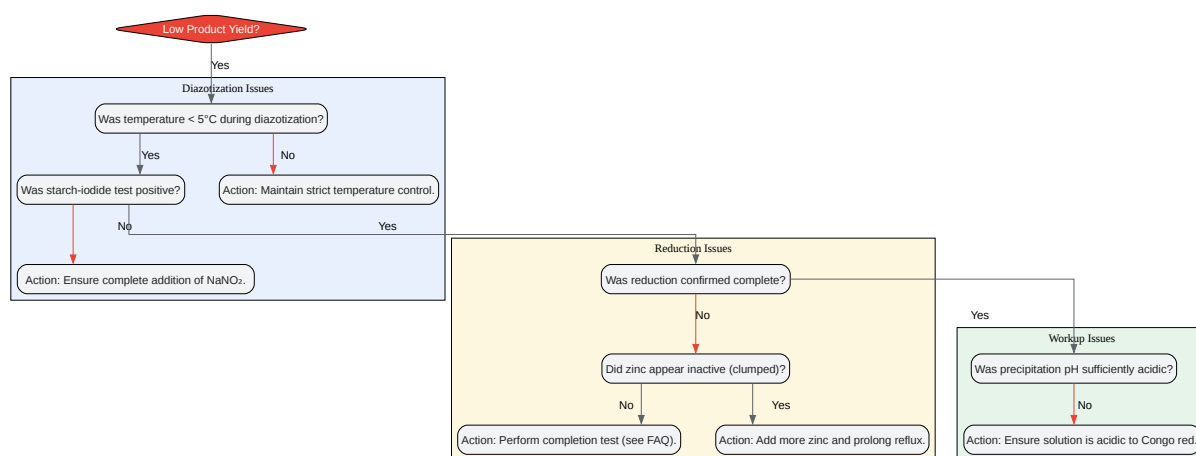 Low Product Yield?
Yes
Diazotization Issues
Was temperature < 5°C during diazotization?
Yes
No
Was starch-iodide test positive?
Action: Maintain strict temperature control.
No
Yes
Action: Ensure complete addition of NaNO₂.
Reduction Issues
Was reduction confirmed complete?
No
Yes
Did zinc appear inactive (clumped)?
No
Yes
Action: Perform completion test (see FAQ).
Action: Add more zinc and prolong reflux.
Workup Issues
Was precipitation pH sufficiently acidic?
No
Action: Ensure solution is acidic to Congo red.